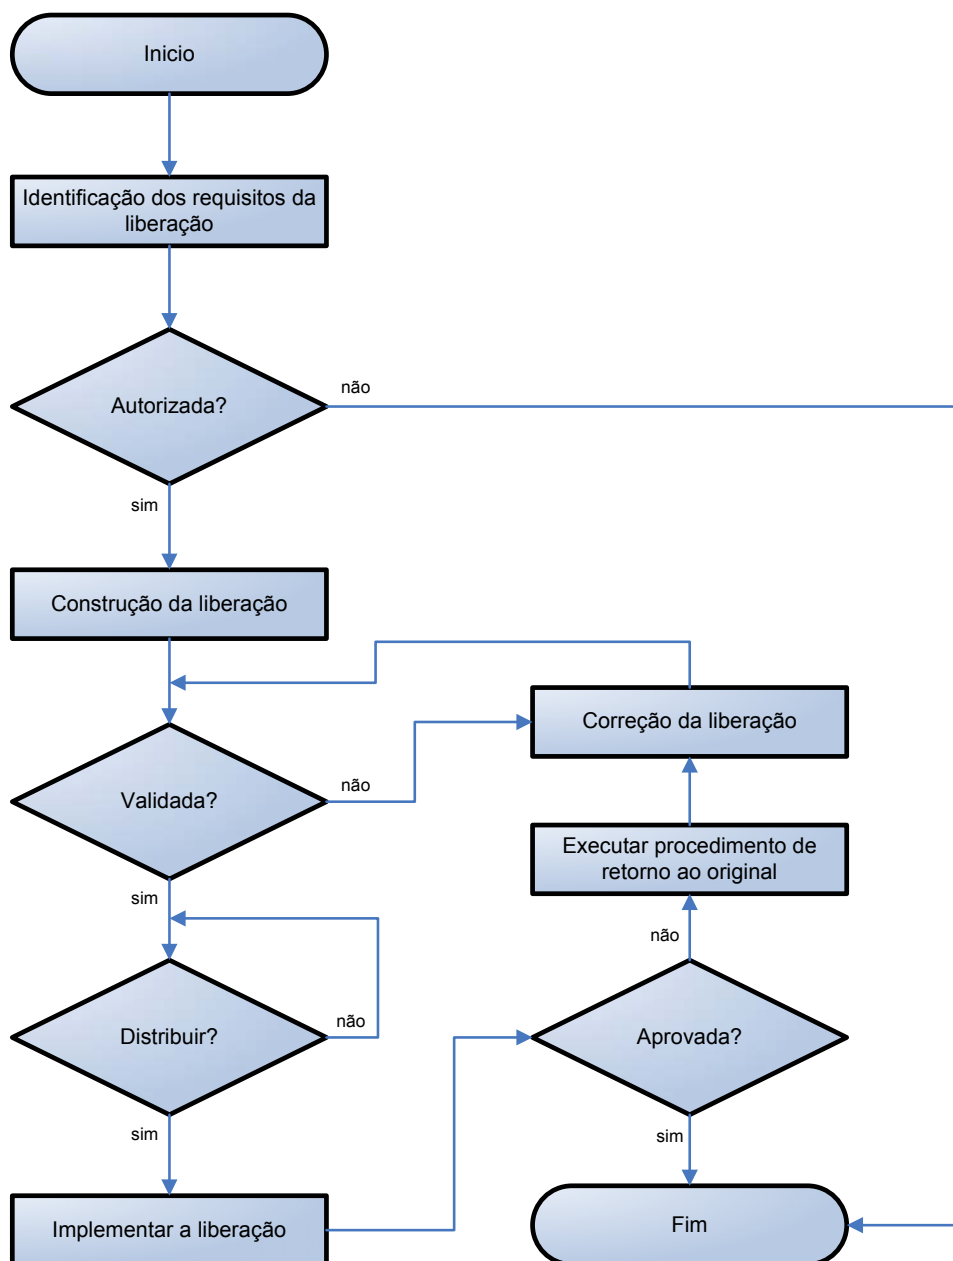 Inicio
Identificação dos requisitos da
liberação
não
Autorizada?
sim
Construção da liberação
Correção da liberação
não
Validada?
Executar procedimento de
retorno ao original
sim
não
não
Distribuir?
Aprovada?
sim
sim
Implementar a liberação
Fim